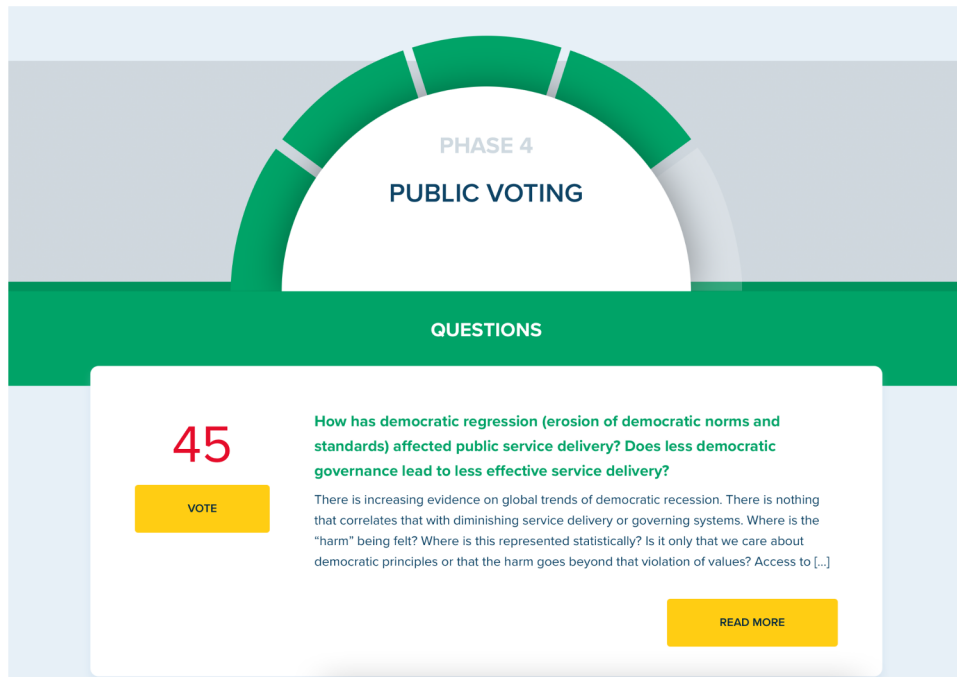 PHASE 4
PUBLIC VOTING
QUESTIONS
45
VOTE
How has democratic regression (erosion of democratic norms and
standards) affected public service delivery? Does less democratic
governance lead to less effective service delivery?
There is increasing evidence on global trends of democratic recession. There is nothing
that correlates that with diminishing service delivery or governing systems. Where is the
“harm” being felt? Where is this represented statistically? Is it only that we care about
democratic principles or that the harm goes beyond that violation of values? Access to [...]
READ MORE